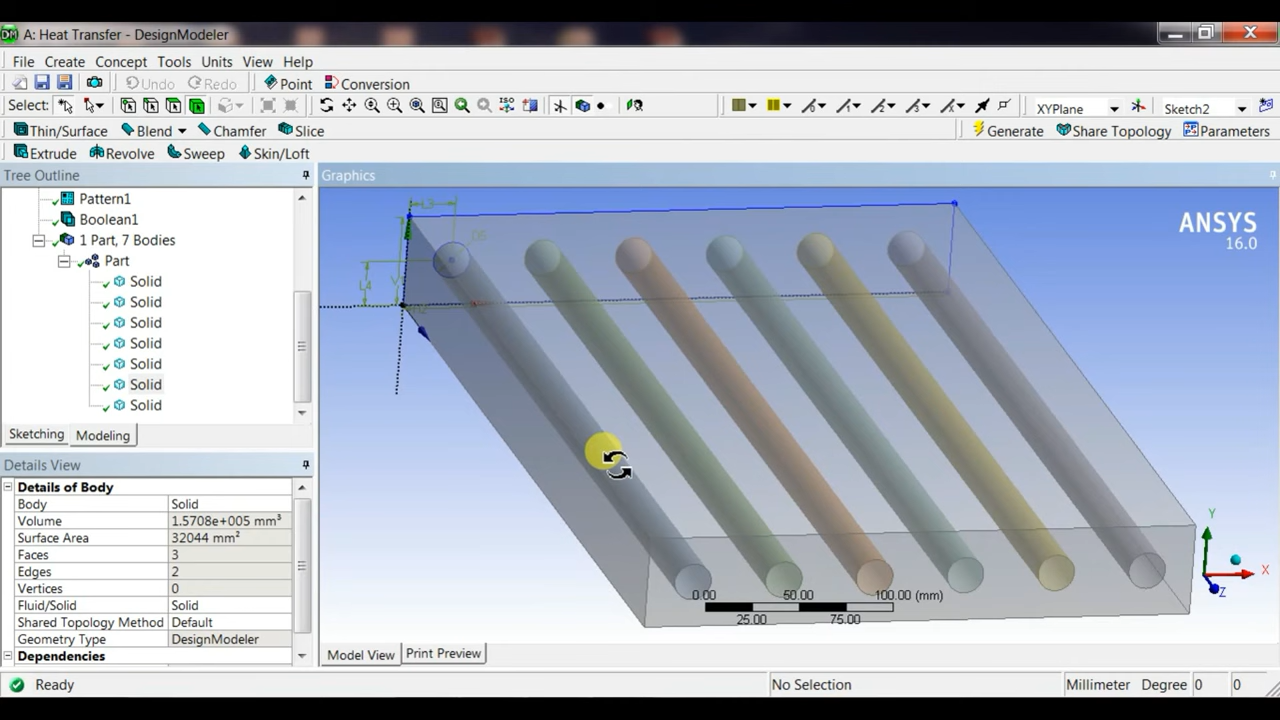 A: Heat Transfer - DesignModeler
File Create Concept Tools Units View Help
Undo Redo Point Conversion
Select: XYPlane Sketch2
Thin/Surface Blend Chamfer Slice Generate Share Topology Parameters
Extrude Revolve Sweep Skin/Loft
Tree Outline
Pattern1
Boolean1
1 Part, 7 Bodies
Part
Solid
Solid
Solid
Solid
Solid
Solid
Solid
Sketching Modeling
Details View
Details of Body
Body Solid
Volume 1.5708e+005 mm³
Surface Area 32044 mm²
Faces 3
Edges 2
Vertices 0
Fluid/Solid Solid
Shared Topology Method Default
Geometry Type DesignModeler
Dependencies
Graphics
ANSYS
16.0
L3
D5
L4
0.00 50.00 100.00 (mm)
25.00 75.00
Y
X
Z
Model View Print Preview
Ready No Selection Millimeter Degree 0 0